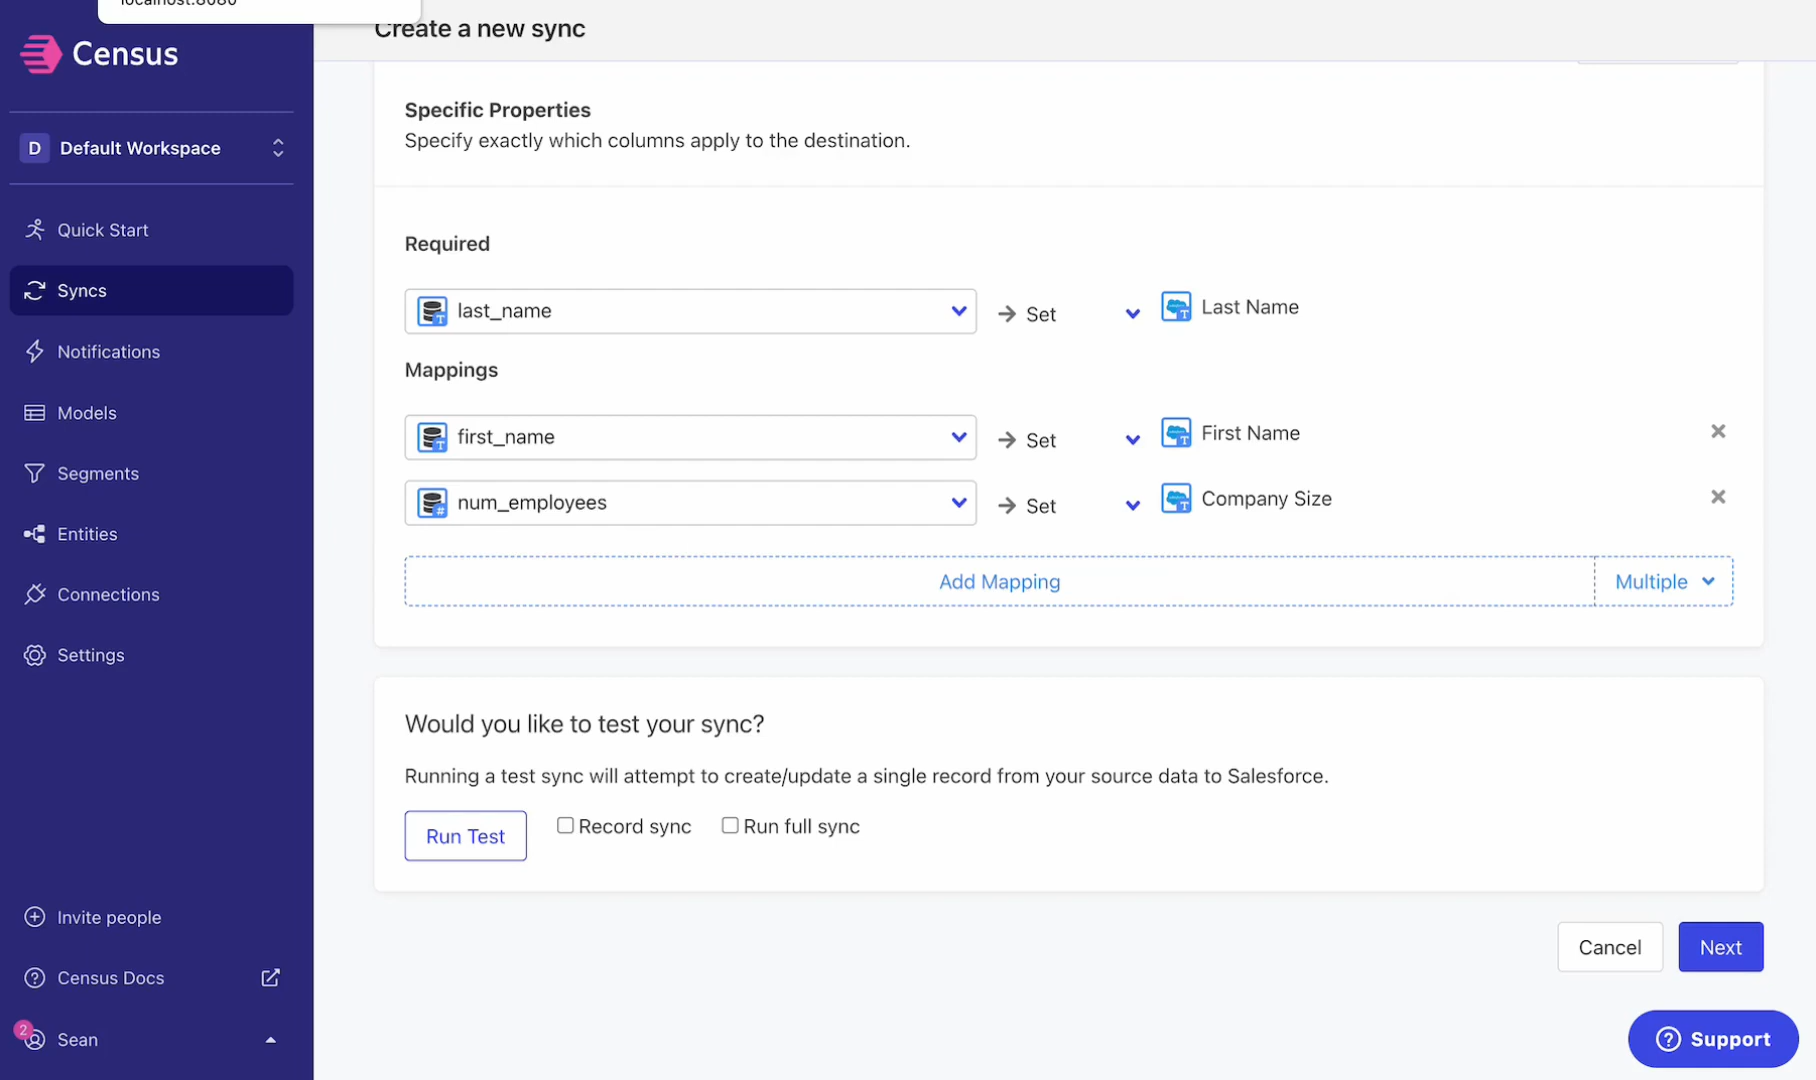 localhost:8080
Create a new sync
Census
D Default Workspace
Quick Start
Syncs
Notifications
Models
Segments
Entities
Connections
Settings
Invite people
Census Docs
2
Sean
Specific Properties
Specify exactly which columns apply to the destination.
Required
T last_name Set T Last Name
Mappings
T first_name Set T First Name
# num_employees Set T Company Size
Add Mapping Multiple
Would you like to test your sync?
Running a test sync will attempt to create/update a single record from your source data to Salesforce.
Run Test Record sync Run full sync
Cancel Next
Support